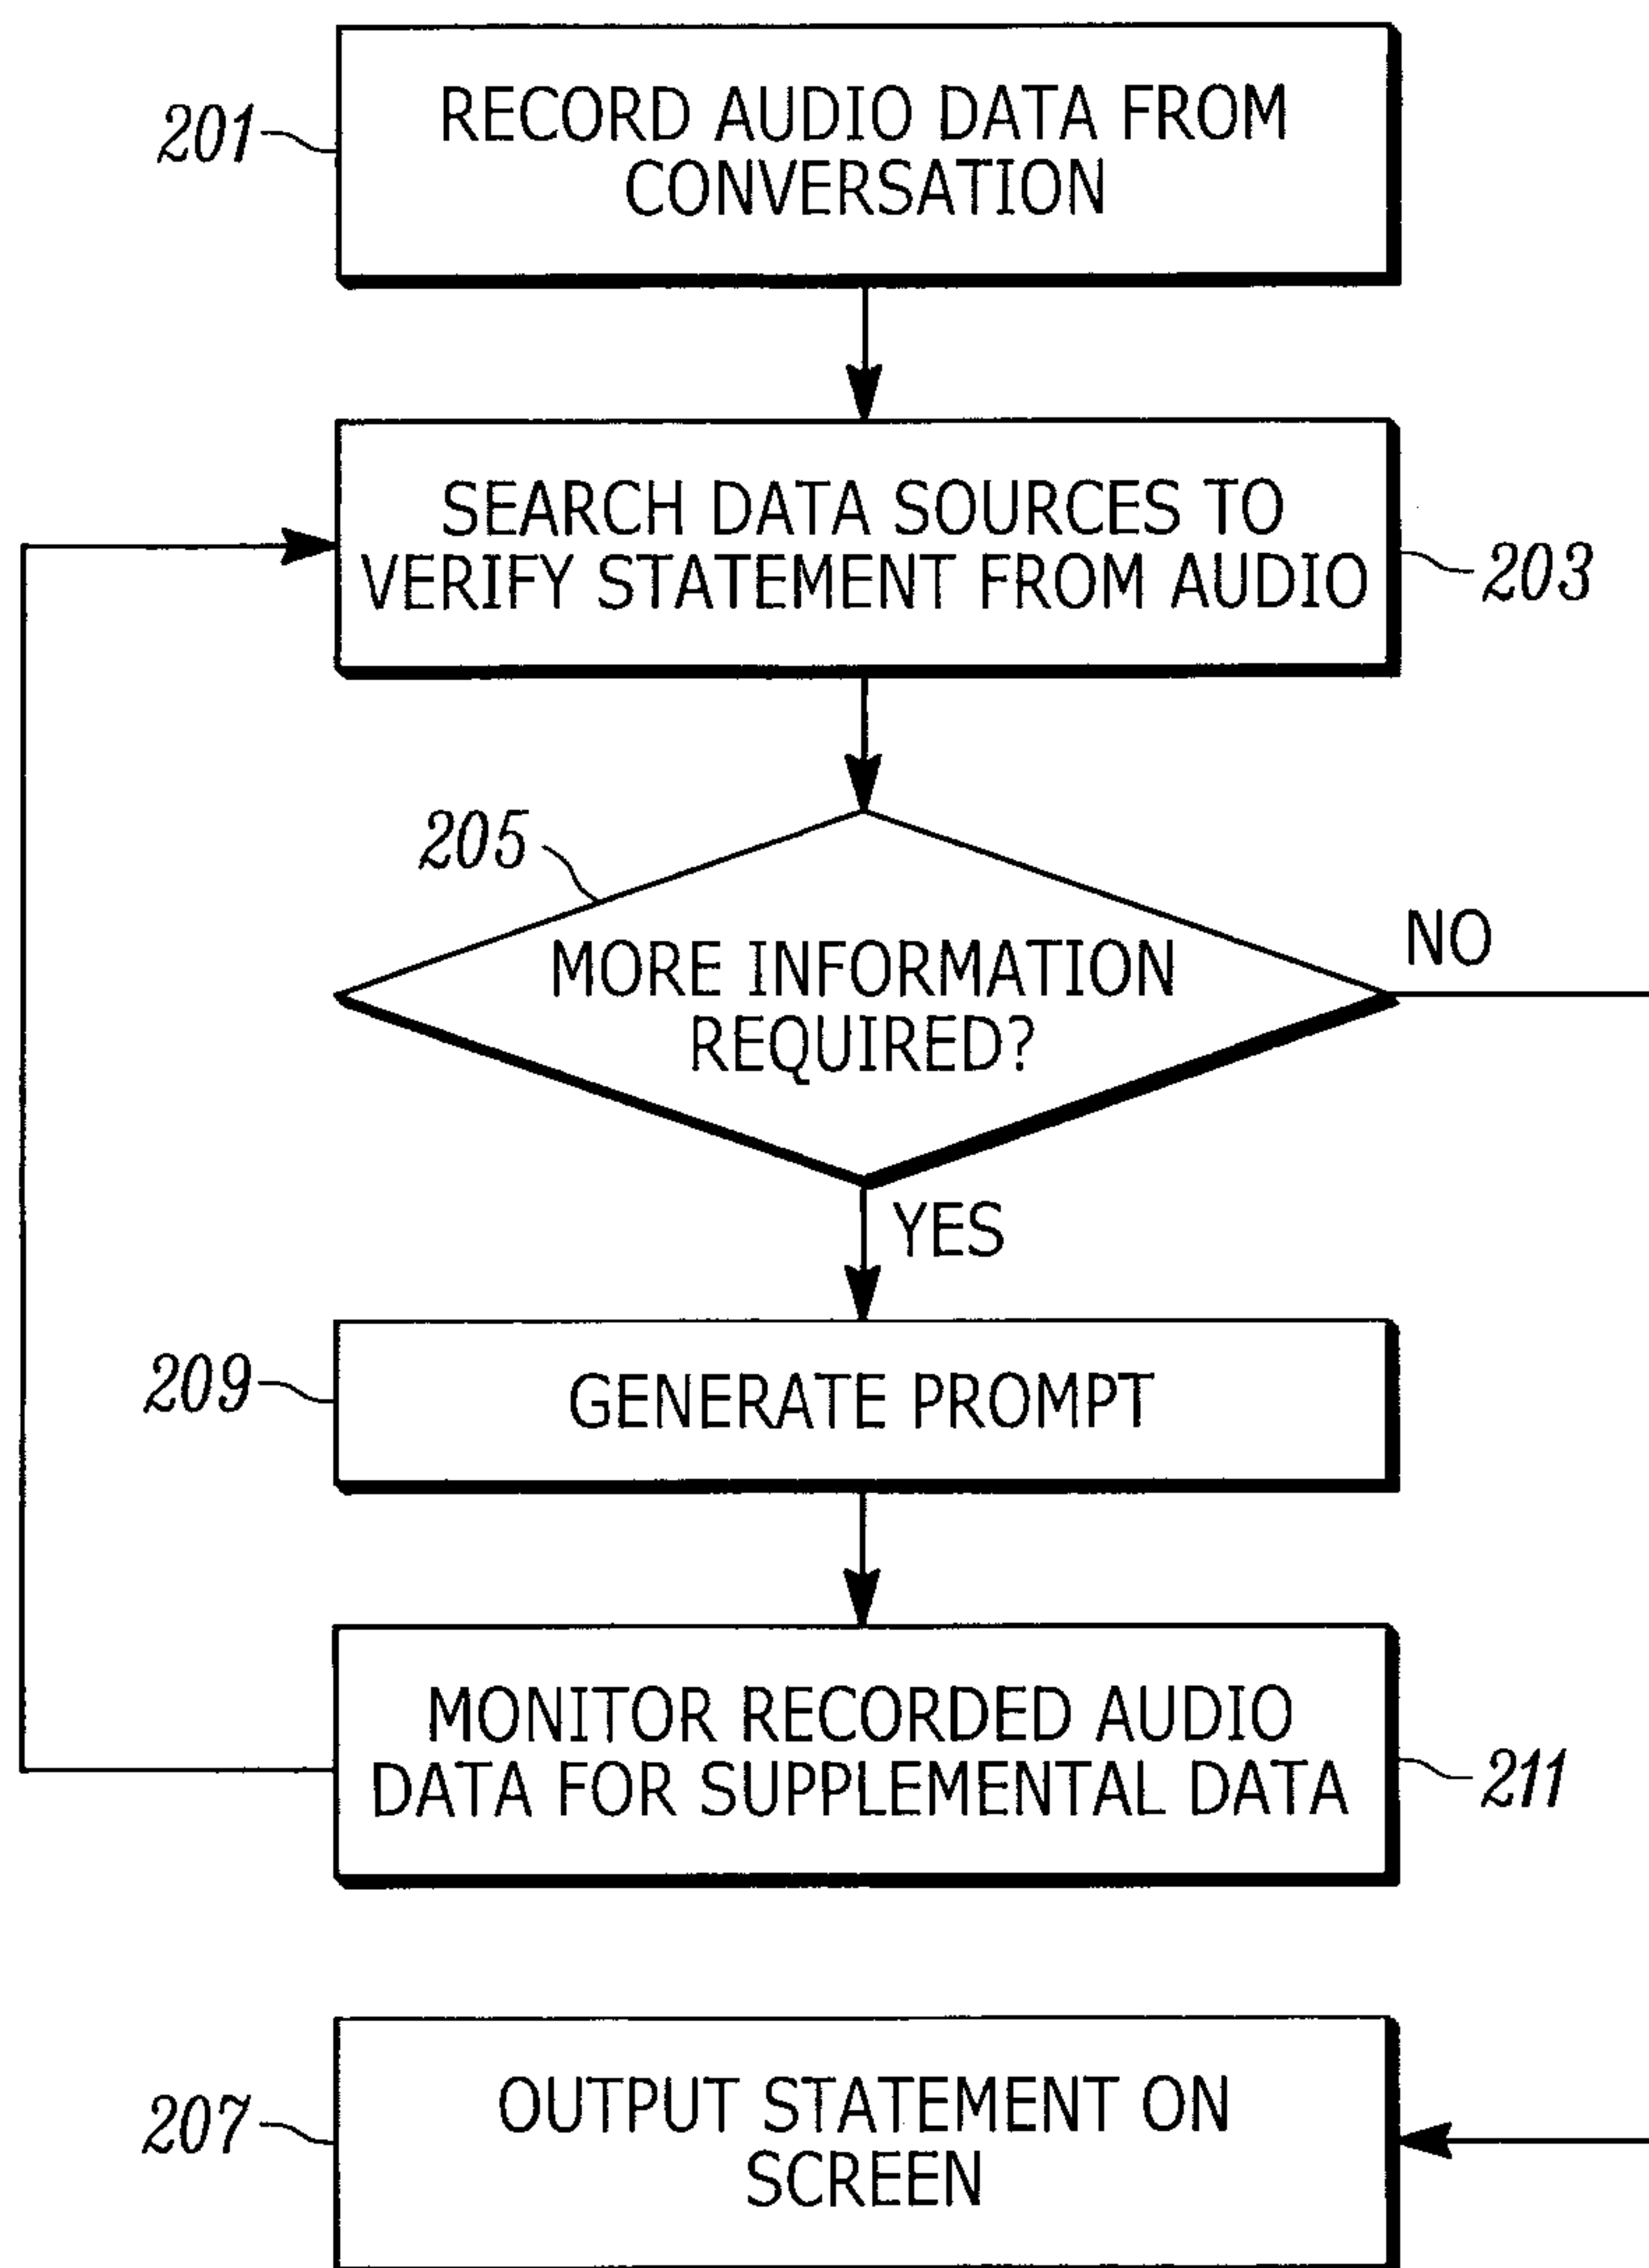 201
RECORD AUDIO DATA FROM
CONVERSATION
SEARCH DATA SOURCES TO
VERIFY STATEMENT FROM AUDIO
203
205
MORE INFORMATION
REQUIRED?
NO
YES
209
GENERATE PROMPT
MONITOR RECORDED AUDIO
DATA FOR SUPPLEMENTAL DATA
211
207
OUTPUT STATEMENT ON
SCREEN